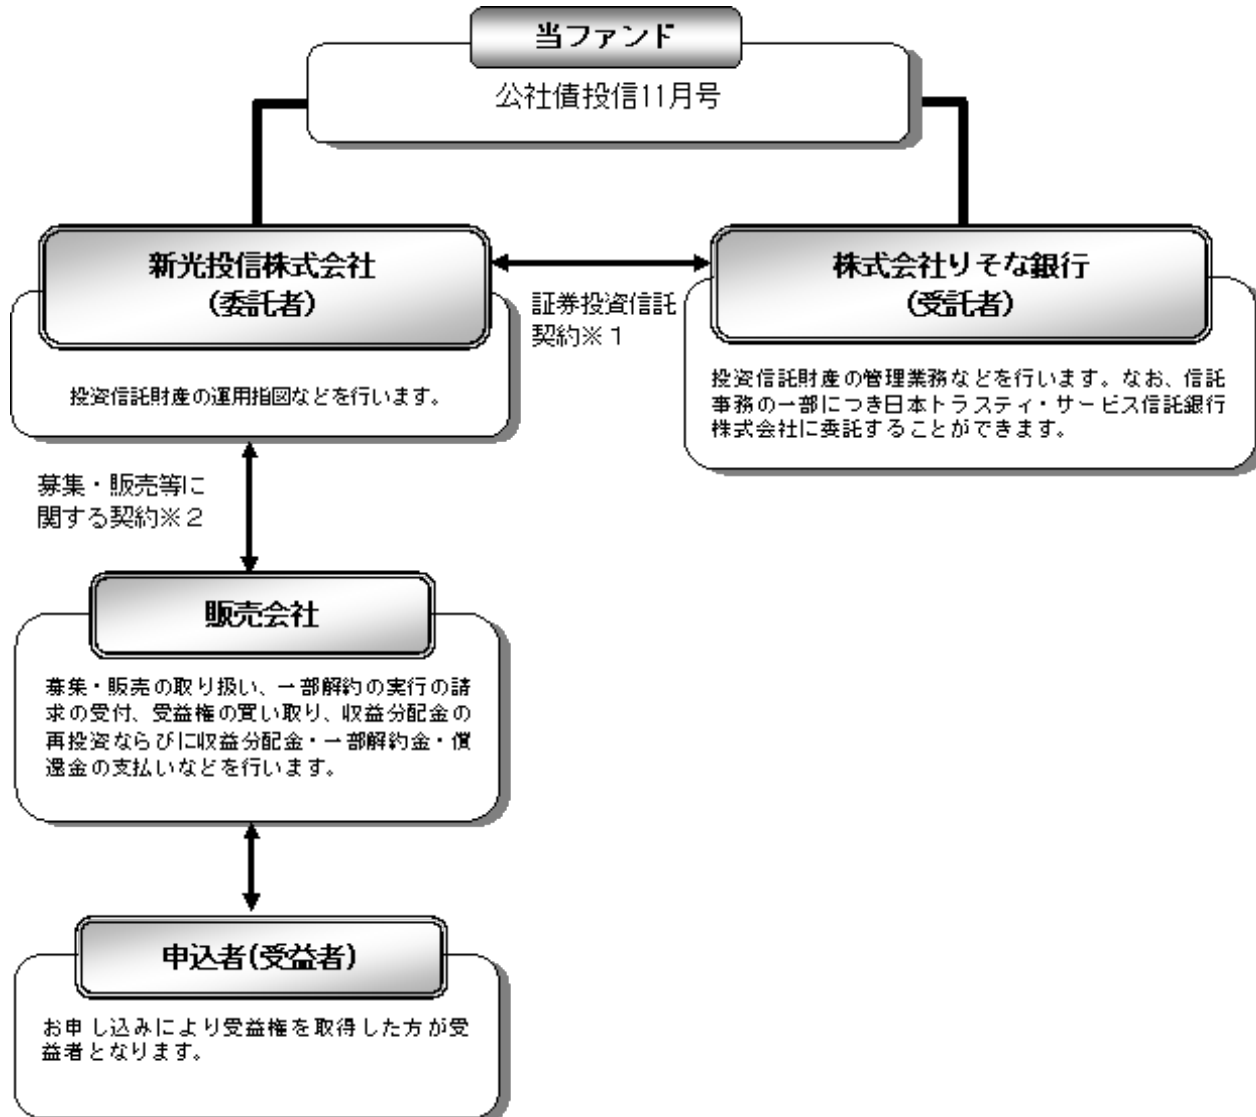 当ファンド
公社債投信11月号
新光投信株式会社
(委託者)
投資信託財産の運用指図などを行います。
証券投資信託
契約※１
株式会社りそな銀行
(受託者)
投資信託財産の管理業務などを行います。なお、信託
事務の一部につき日本トラスティ・サービス信託銀行
株式会社に委託することができます。
募集・販売等に
関する契約※２
販売会社
募集・販売の取り扱い、一部解約の実行の請
求の受付、受益権の買い取り、収益分配金の
再投資ならびに収益分配金・一部解約金・償
還金の支払いなどを行います。
申込者(受益者)
お申し込みにより受益権を取得した方が受
益者となります。